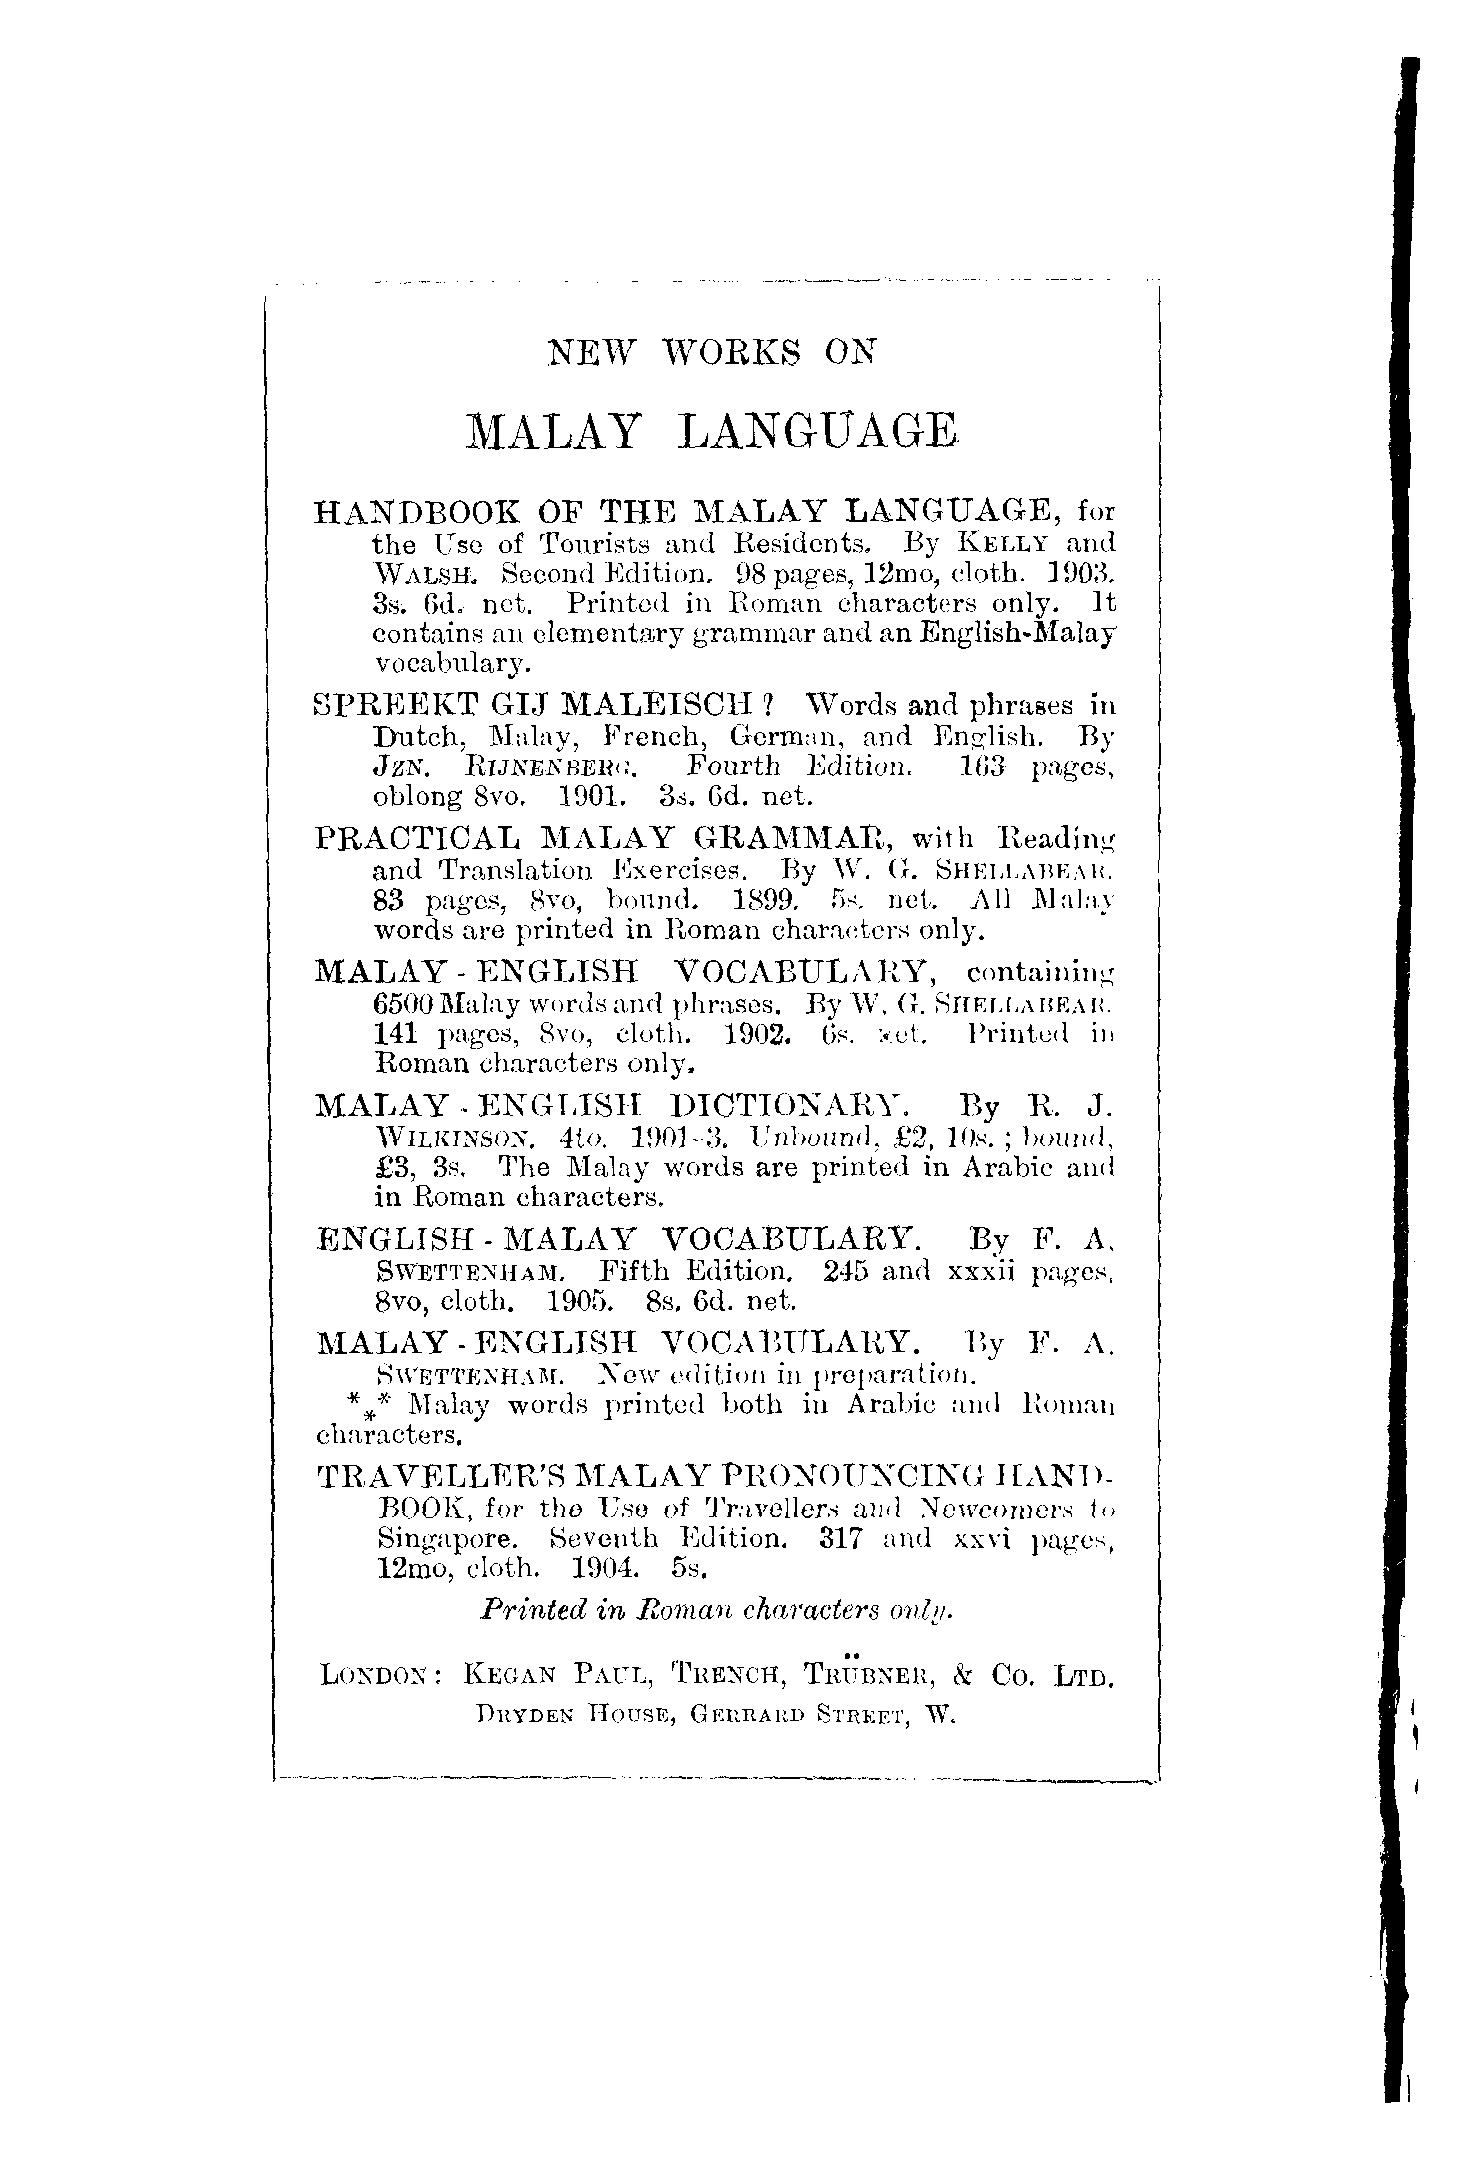 NEW WORKS ON
MALAY LANGUAGE
HANDBOOK OF THE MALAY LANGUAGE, for
the Use of Tourists and Residents. By KELLY and
WALSH. Second Edition. 98 pages, 12mo, cloth. 1903.
3s. 6d. net. Printed in Roman characters only. It
contains an elementary grammar and an English-Malay
vocabulary.
SPREEKT GIJ MALEISCH? Words and phrases in
Dutch, Malay, French, German, and English. By
JZN. RIJNENBERG. Fourth Edition. 163 pages,
oblong 8vo. 1901. 3s. 6d. net.
PRACTICAL MALAY GRAMMAR, with Reading
and Translation Exercises. By W. G. SHELLABEAR.
83 pages, 8vo, bound. 1899. 5s. net. All Malay
words are printed in Roman characters only.
MALAY-ENGLISH VOCABULARY, containing
6500 Malay words and phrases. By W. G. SHELLABEAR.
141 pages, 8vo, cloth. 1902. 6s. net. Printed in
Roman characters only.
MALAY-ENGLISH DICTIONARY. By R. J.
WILKINSON. 4to. 1901-3. Unbound, £2, 10s.; bound,
£3, 3s. The Malay words are printed in Arabic and
in Roman characters.
ENGLISH-MALAY VOCABULARY. By F. A.
SWETTENHAM. Fifth Edition. 245 and xxxii pages,
8vo, cloth. 1905. 8s. 6d. net.
MALAY-ENGLISH VOCABULARY. By F. A.
SWETTENHAM. New edition in preparation.
*** Malay words printed both in Arabic and Roman
characters.
TRAVELLER'S MALAY PRONOUNCING HAND-
BOOK, for the Use of Travellers and Newcomers to
Singapore. Seventh Edition. 317 and xxvi pages,
12mo, cloth. 1904. 5s.
Printed in Roman characters only.
LONDON: KEGAN PAUL, TRENCH, TRÜBNER, & CO. LTD.
DRYDEN HOUSE, GERRARD STREET, W.